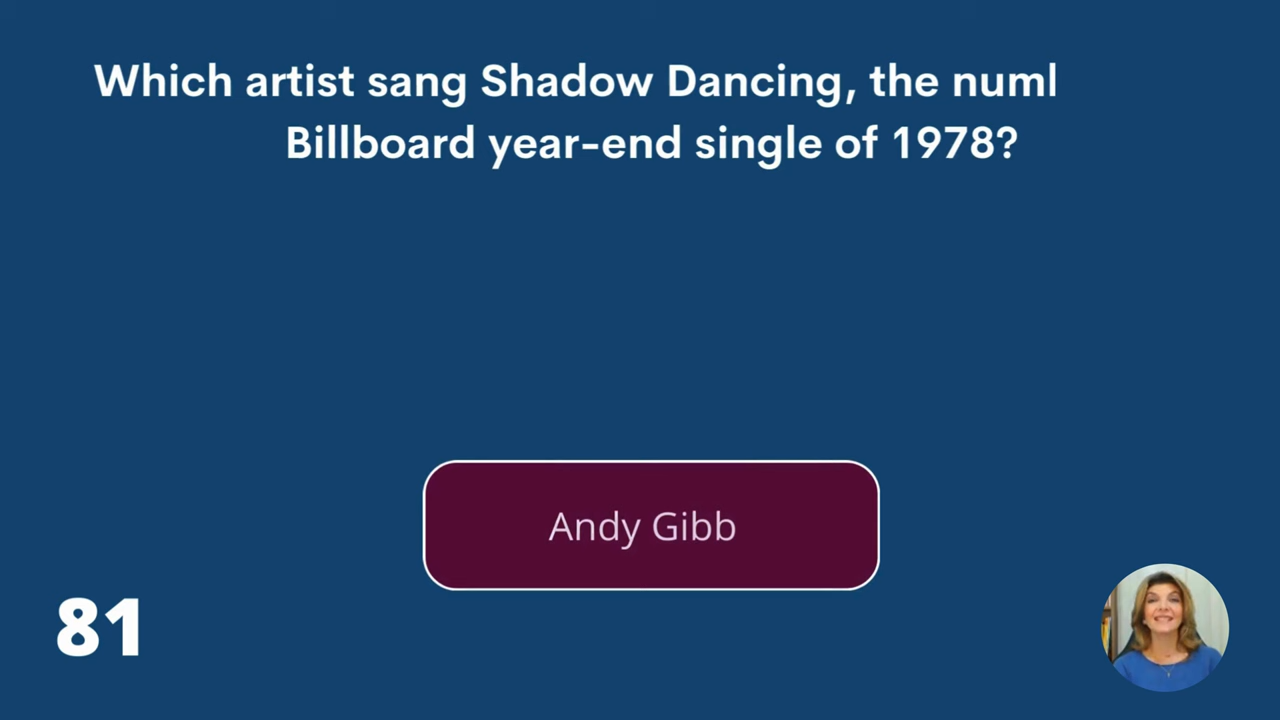 Which artist sang Shadow Dancing, the numl
Billboard year-end single of 1978?
Andy Gibb
81